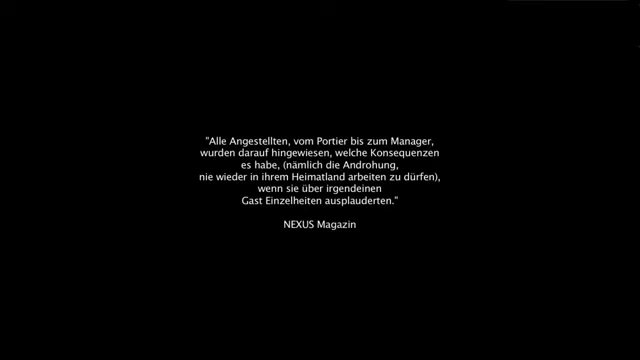 "Alle Angestellten, vom Portier bis zum Manager,
wurden darauf hingewiesen, welche Konsequenzen
es habe, (nämlich die Androhung,
nie wieder in ihrem Heimatland arbeiten zu dürfen),
wenn sie über irgendeinen
Gast Einzelheiten ausplauderten."
NEXUS Magazin